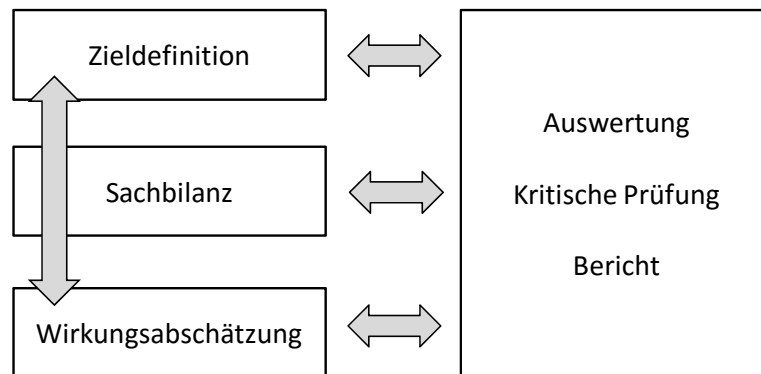 Zieldefinition
Sachbilanz
Wirkungsabschätzung
Auswertung
Kritische Prüfung
Bericht